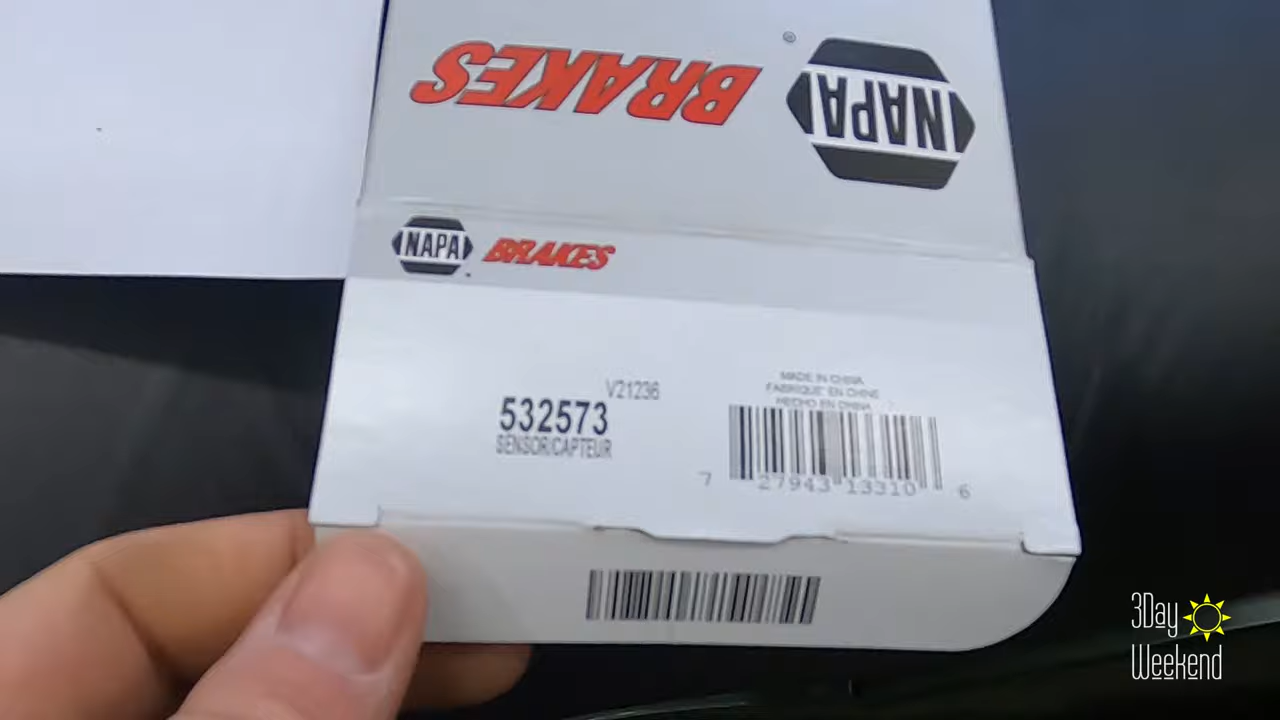 BRAKES
NAPA
®
NAPA BRAKES
V21236
532573
SENSOR/CAPTEUR
MADE IN CHINA
FABRIQUE' EN CHINE
HECHO EN CHINA
7 27943 13310 6
3Day
Weekend